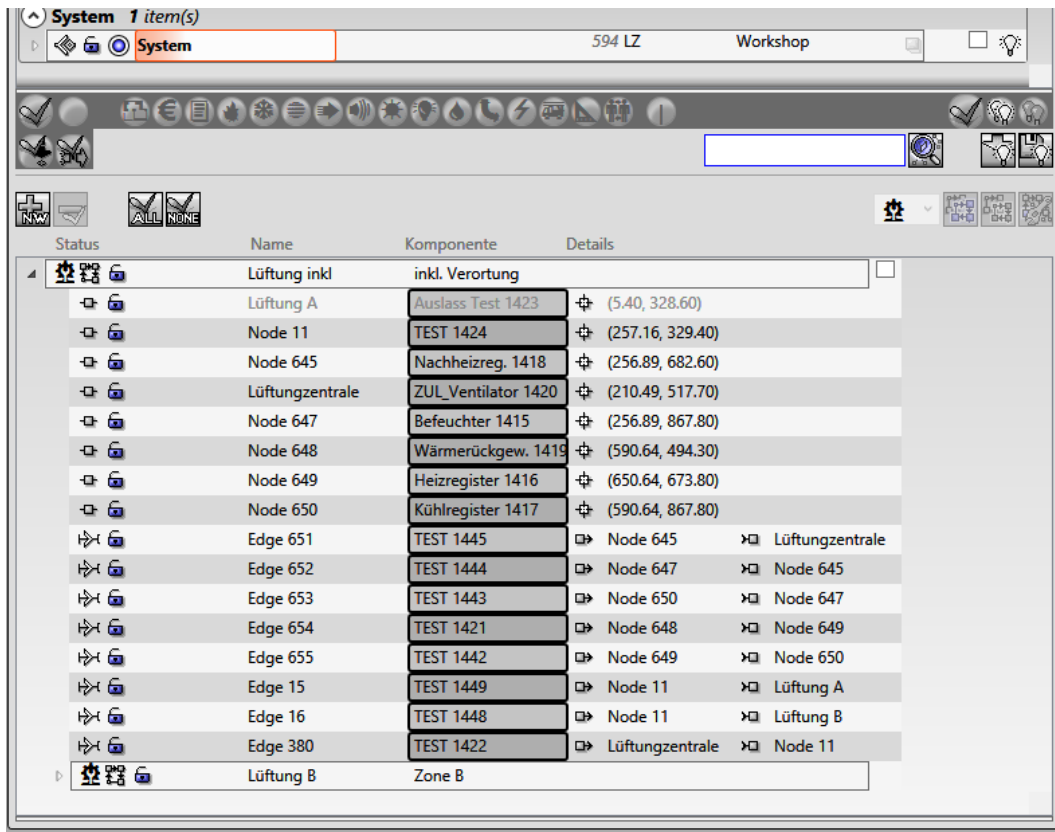 System 1 item(s)
System 594 LZ Workshop
NW ALL NONE
Status Name Komponente Details
Lüftung inkl inkl. Verortung
Lüftung A Auslass Test 1423 (5.40, 328.60)
Node 11 TEST 1424 (257.16, 329.40)
Node 645 Nachheizreg. 1418 (256.89, 682.60)
Lüftungzentrale ZUL_Ventilator 1420 (210.49, 517.70)
Node 647 Befeuchter 1415 (256.89, 867.80)
Node 648 Wärmerückgew. 1419 (590.64, 494.30)
Node 649 Heizregister 1416 (650.64, 673.80)
Node 650 Kühlregister 1417 (590.64, 867.80)
Edge 651 TEST 1445 Node 645 Lüftungzentrale
Edge 652 TEST 1444 Node 647 Node 645
Edge 653 TEST 1443 Node 650 Node 647
Edge 654 TEST 1421 Node 648 Node 649
Edge 655 TEST 1442 Node 649 Node 650
Edge 15 TEST 1449 Node 11 Lüftung A
Edge 16 TEST 1448 Node 11 Lüftung B
Edge 380 TEST 1422 Lüftungzentrale Node 11
Lüftung B Zone B